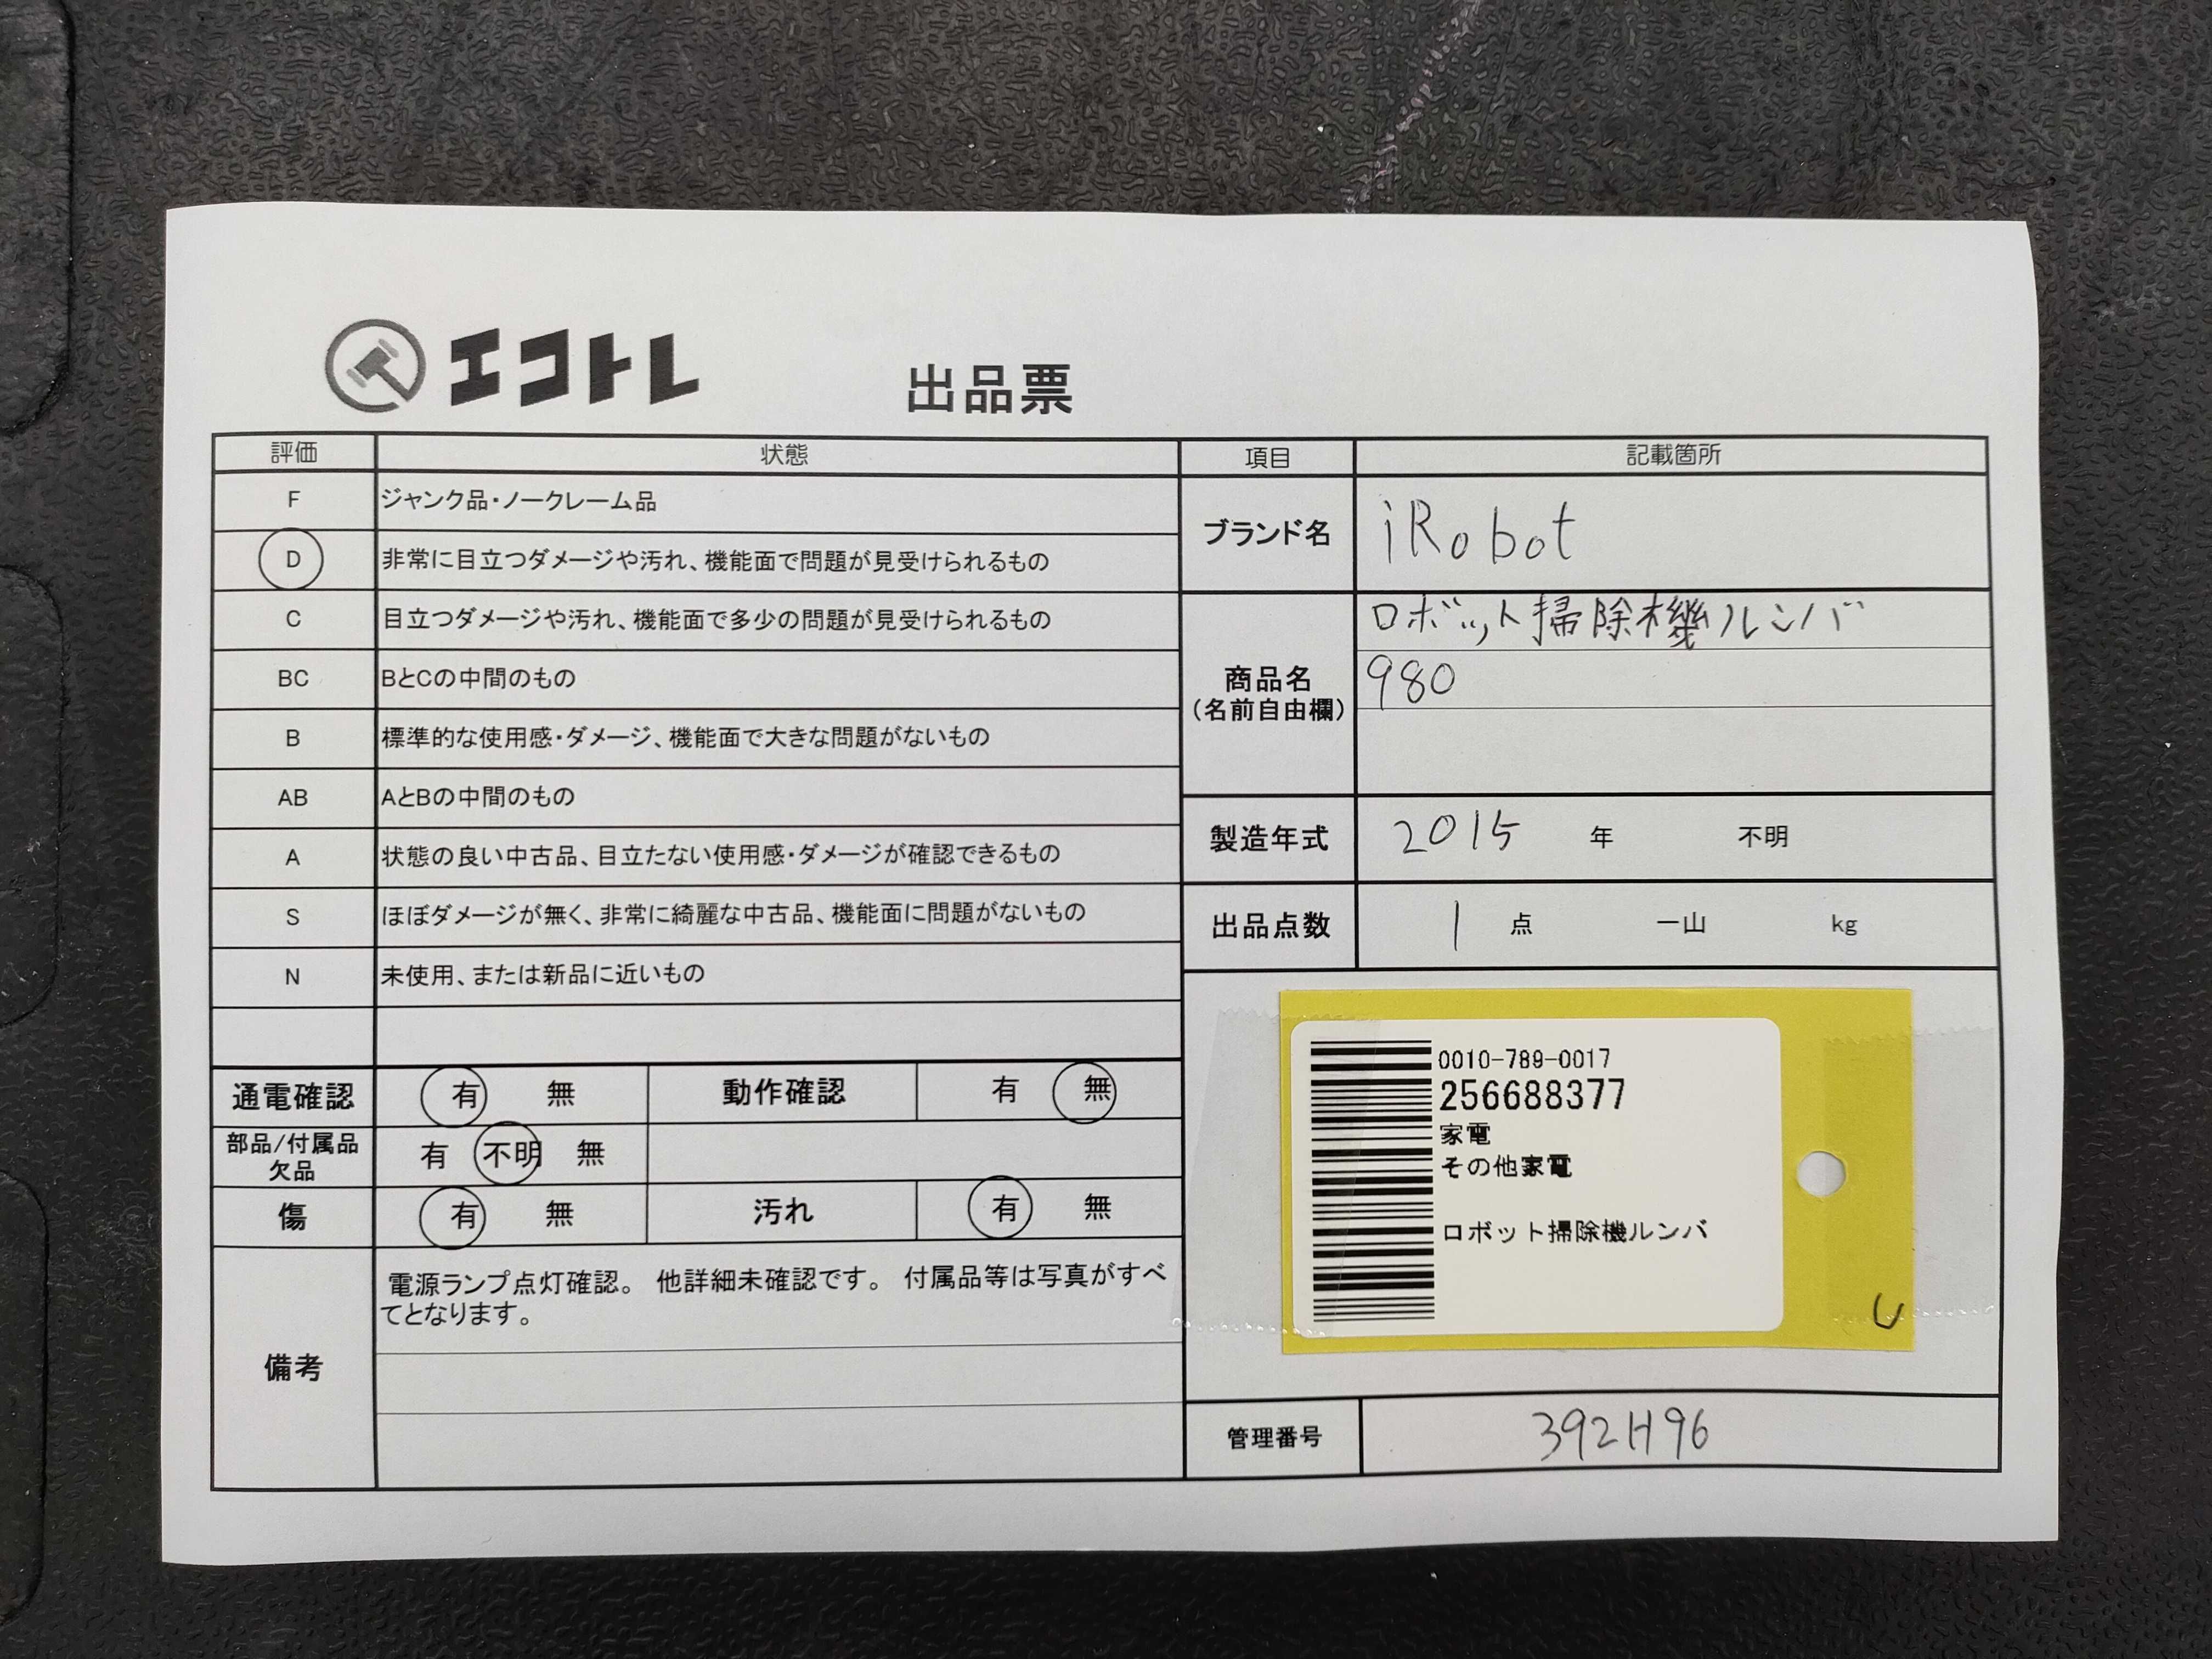 エコトレ
出品票
評価 状態
F ジャンク品・ノークレーム品
D 非常に目立つダメージや汚れ、機能面で問題が見受けられるもの
C 目立つダメージや汚れ、機能面で多少の問題が見受けられるもの
BC BとCの中間のもの
B 標準的な使用感・ダメージ、機能面で大きな問題がないもの
AB AとBの中間のもの
A 状態の良い中古品、目立たない使用感・ダメージが確認できるもの
S ほぼダメージが無く、非常に綺麗な中古品、機能面に問題がないもの
N 未使用、または新品に近いもの
通電確認 有 無 動作確認 有 無
部品/付属品
欠品
有 不明 無
傷 有 無 汚れ 有 無
備考
電源ランプ点灯確認。 他詳細未確認です。 付属品等は写真がすべ
てとなります。
項目 記載箇所
ブランド名 iRobot
商品名
(名前自由欄)
ロボット掃除機ルンバ
980
製造年式 2015 年 不明
出品点数 1 点 一山 kg
0010-789-0017
256688377
家電
その他家電
ロボット掃除機ルンバ
管理番号 392H96